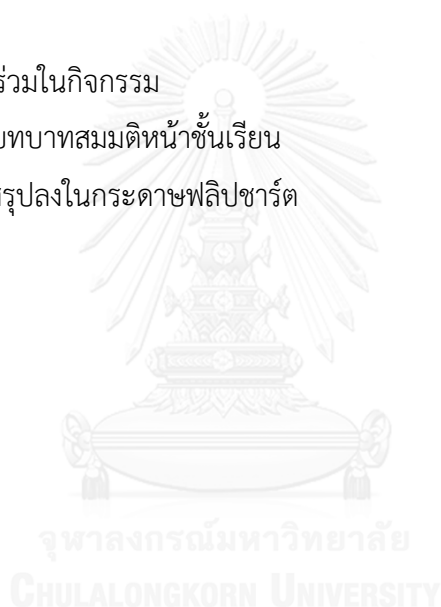 ร่วมในกิจกรรม
บทบาทสมมติหน้าชั้นเรียน
สรุปลงในกระดาษฟลิปชาร์ต
จุฬาลงกรณ์มหาวิทยาลัย
CHULALONGKORN UNIVERSITY